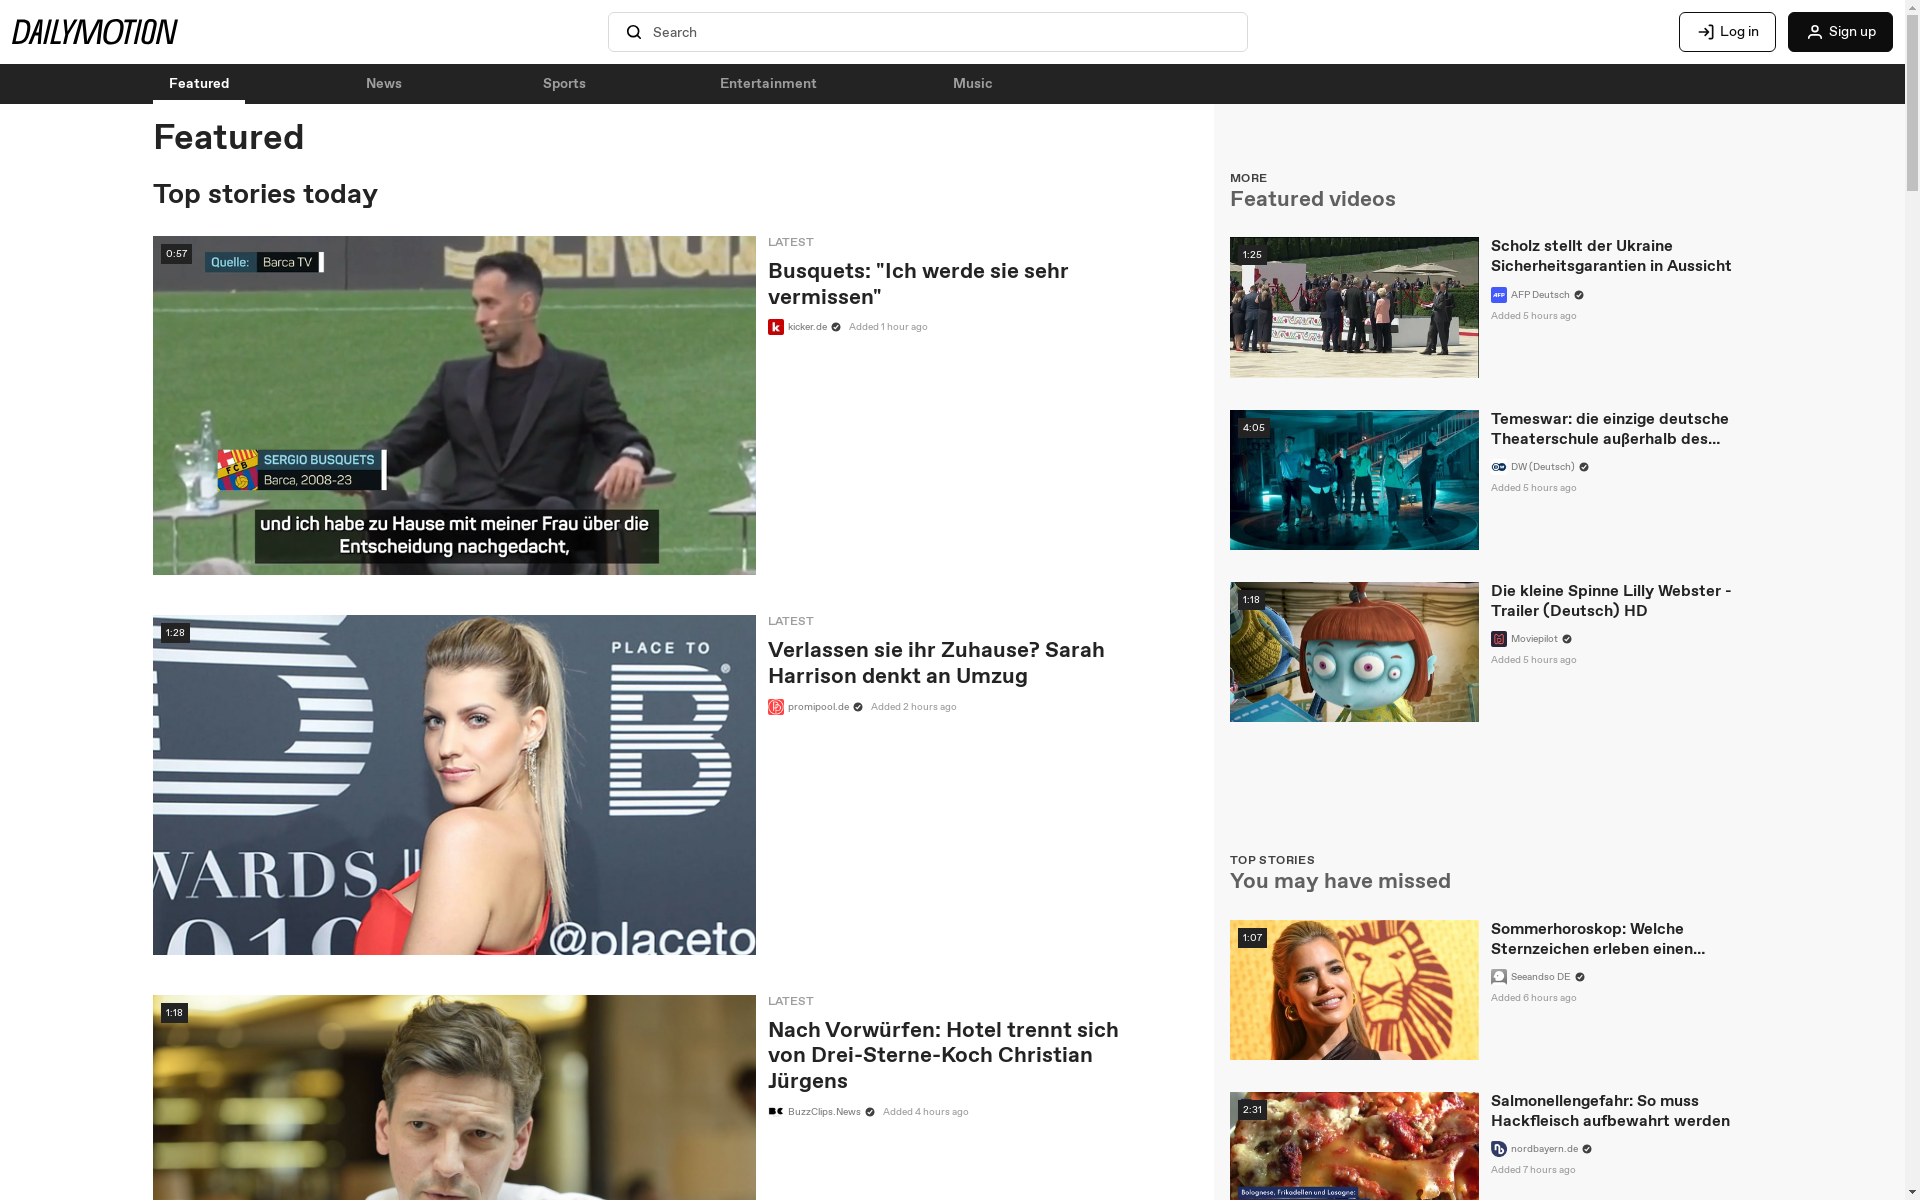 DAILYMOTION
Search
Log in
Sign up
Featured
News
Sports
Entertainment
Music
Featured
Top stories today
0:57
Quelle: Barca TV
FCB
SERGIO BUSQUETS
Barca, 2008-23
und ich habe zu Hause mit meiner Frau über die
Entscheidung nachgedacht,
LATEST
Busquets: "Ich werde sie sehr
vermissen"
kicker.de Added 1 hour ago
1:28
PLACE TO
B
WARDS
@placeto
LATEST
Verlassen sie ihr Zuhause? Sarah
Harrison denkt an Umzug
promipool.de Added 2 hours ago
1:18
LATEST
Nach Vorwürfen: Hotel trennt sich
von Drei-Sterne-Koch Christian
Jürgens
BuzzClips.News Added 4 hours ago
MORE
Featured videos
1:25
Scholz stellt der Ukraine
Sicherheitsgarantien in Aussicht
AFP Deutsch
Added 5 hours ago
4:05
Temeswar: die einzige deutsche
Theaterschule außerhalb des...
DW (Deutsch)
Added 5 hours ago
1:18
Die kleine Spinne Lilly Webster -
Trailer (Deutsch) HD
Moviepilot
Added 5 hours ago
TOP STORIES
You may have missed
1:07
Sommerhoroskop: Welche
Sternzeichen erleben einen...
Seeandso DE
Added 6 hours ago
2:31
Bolognese, Frikadellen und Lasagne:
Salmonellengefahr: So muss
Hackfleisch aufbewahrt werden
nordbayern.de
Added 7 hours ago